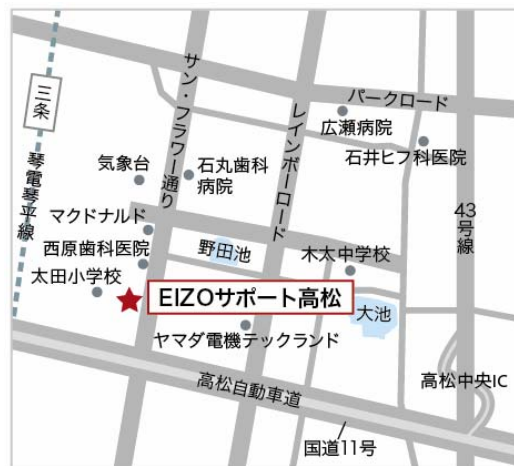 サン・フラワー通り
三条
琴電琴平線
レインボーロード
パークロード
広瀬病院
石井ヒフ科医院
気象台
石丸歯科
病院
43号線
マクドナルド
西原歯科医院
野田池
木太中学校
太田小学校
EIZOサポート高松
大池
ヤマダ電機テックランド
高松自動車道
高松中央IC
国道11号